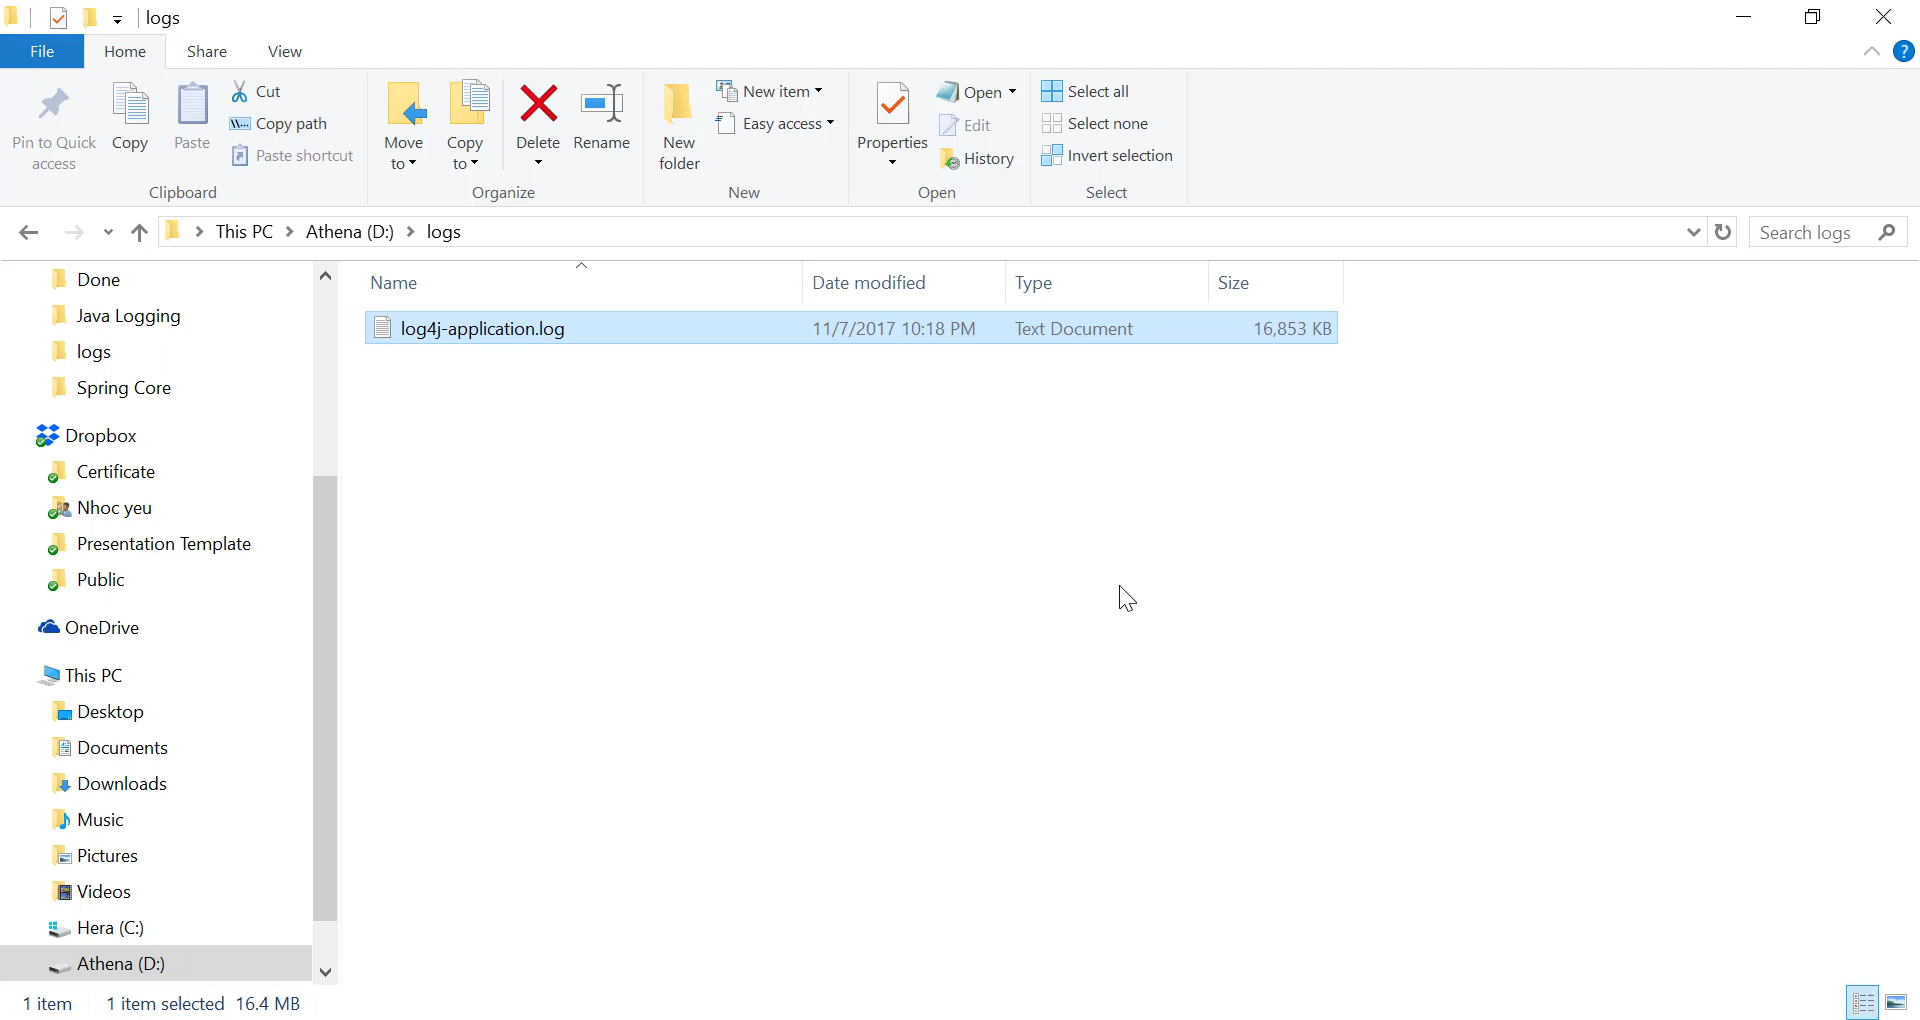 logs
File Home Share View
Pin to Quick access
Copy
Paste
Cut
Copy path
Paste shortcut
Clipboard
Move to
Copy to
Delete
Rename
Organize
New folder
New item
Easy access
New
Properties
Open
Edit
History
Open
Select all
Select none
Invert selection
Select
This PC Athena (D:) logs
Search logs
Name Date modified Type Size
log4j-application.log 11/7/2017 10:18 PM Text Document 16,853 KB
Done
Java Logging
logs
Spring Core
Dropbox
Certificate
Nhoc yeu
Presentation Template
Public
OneDrive
This PC
Desktop
Documents
Downloads
Music
Pictures
Videos
Hera (C:)
Athena (D:)
1 item 1 item selected 16.4 MB